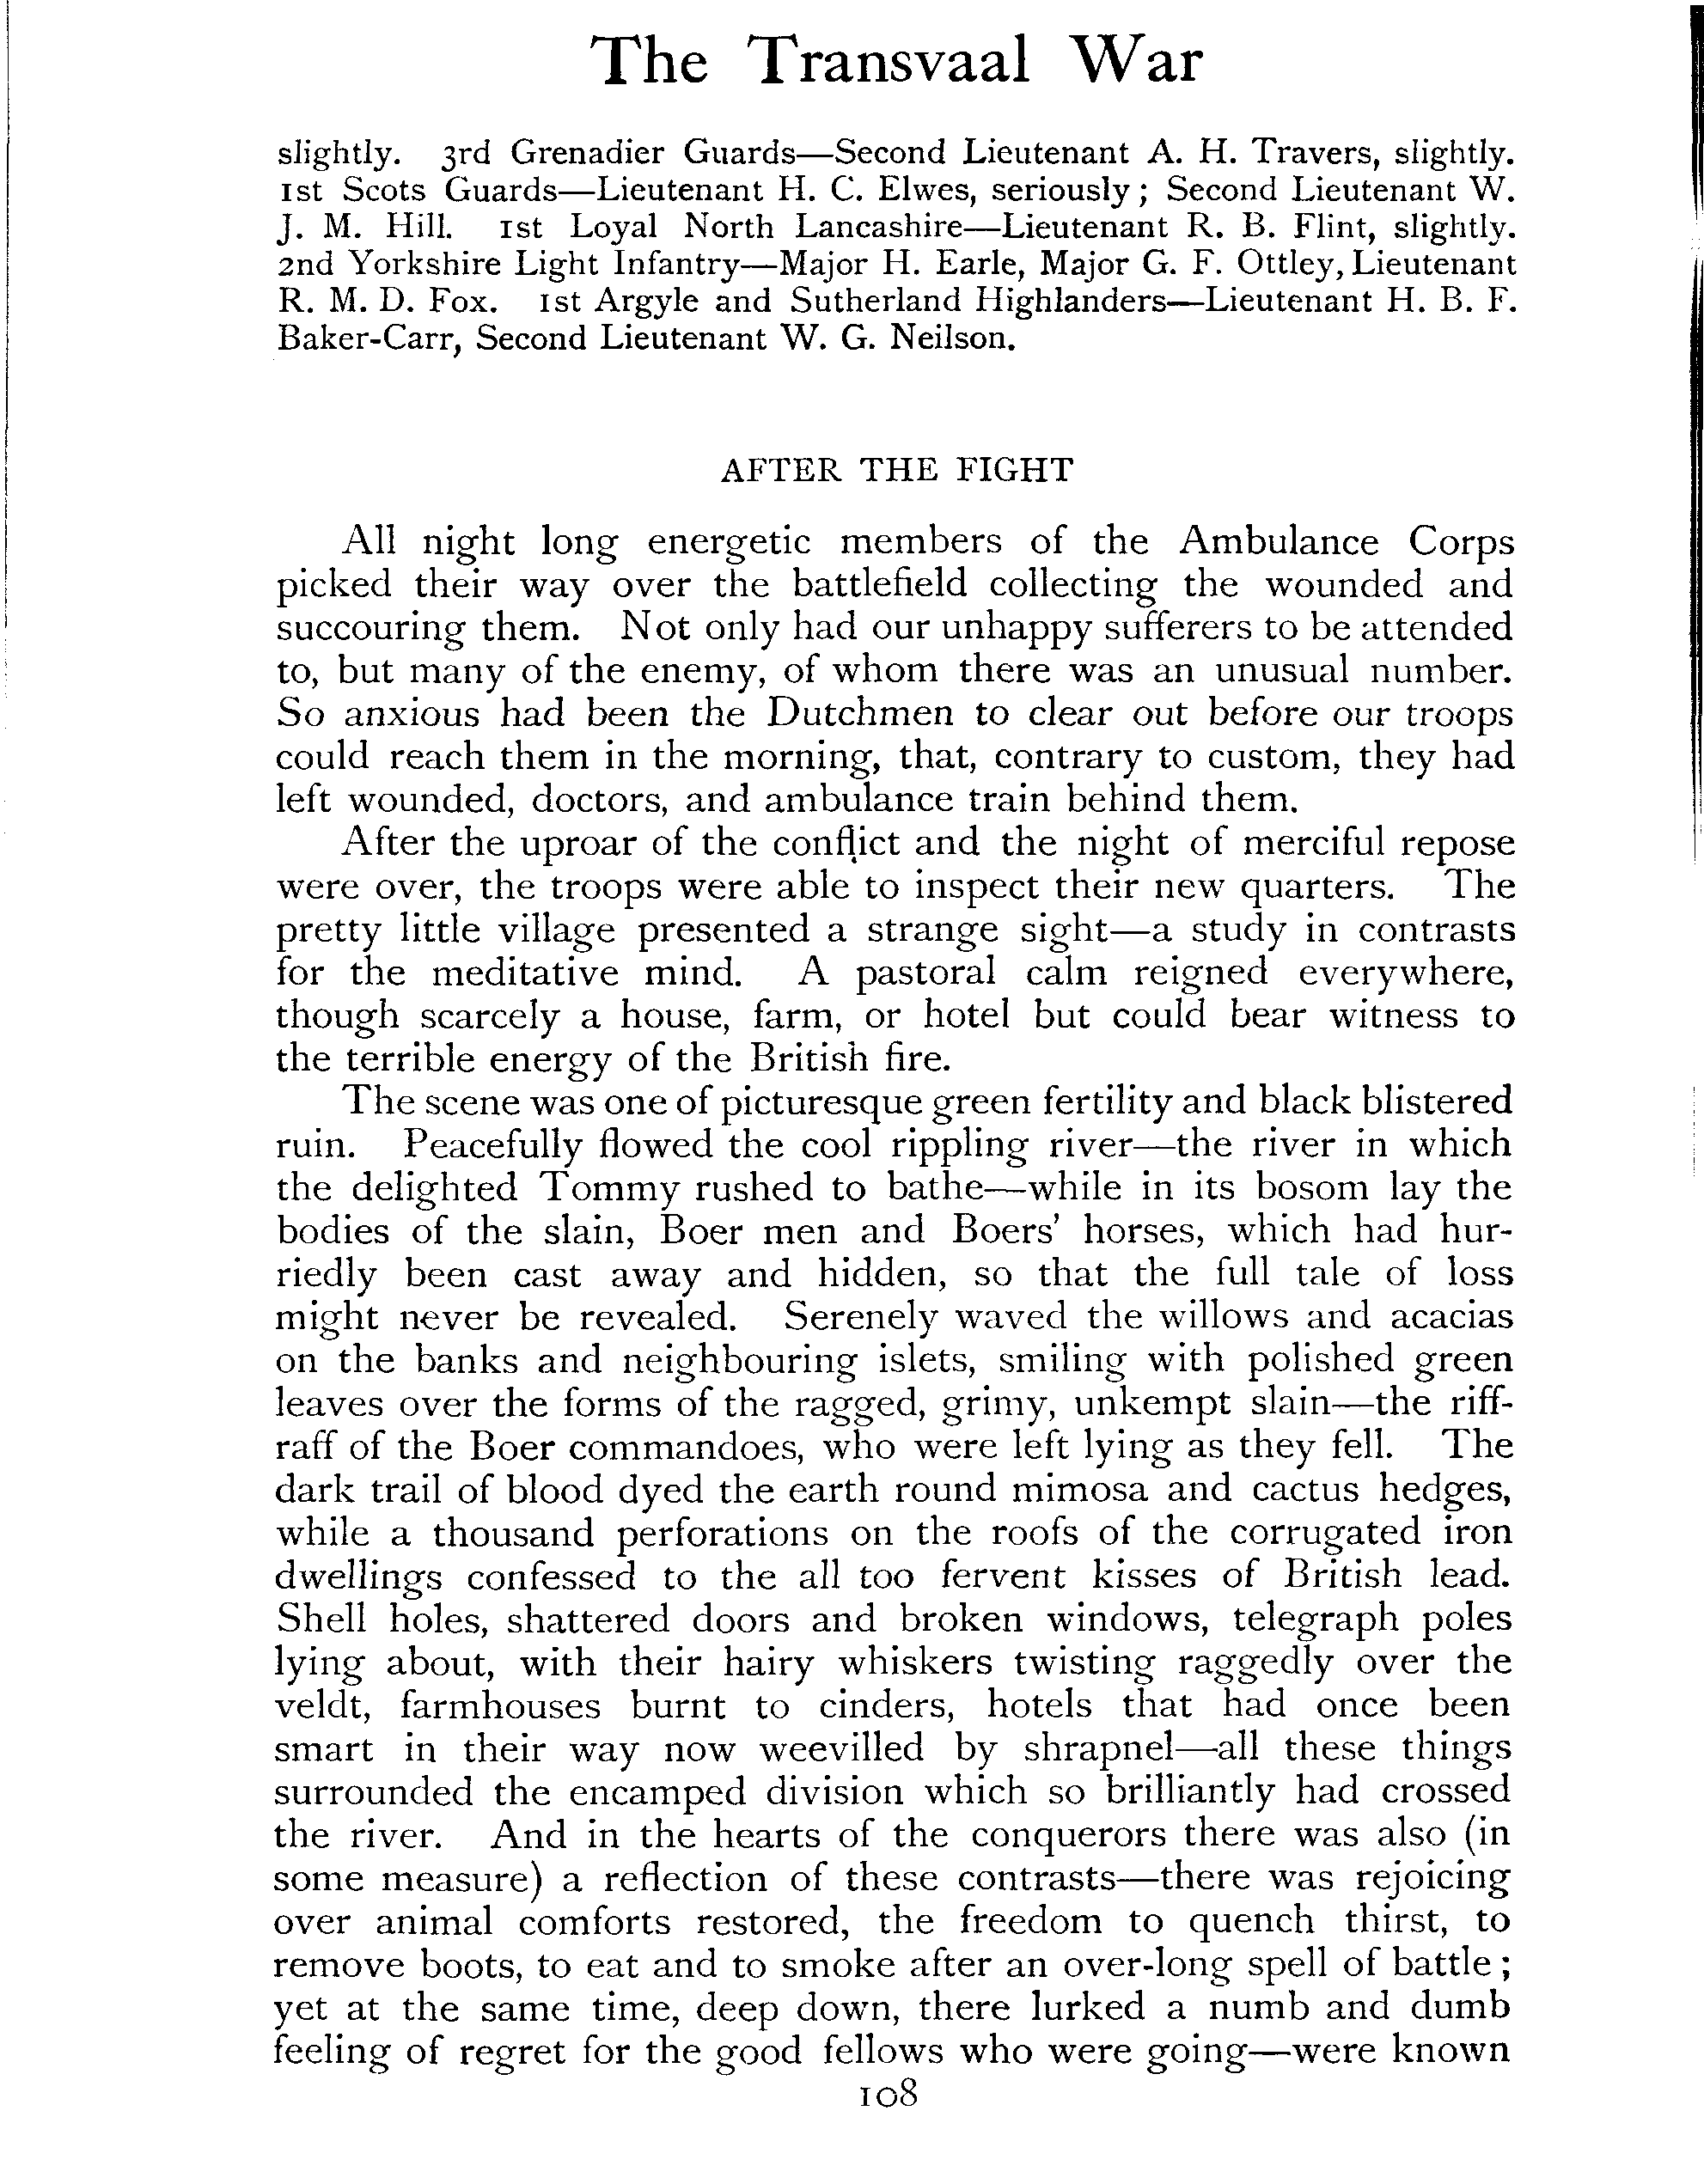 The Transvaal War
slightly. 3rd Grenadier Guards—Second Lieutenant A. H. Travers, slightly.
1st Scots Guards—Lieutenant H. C. Elwes, seriously; Second Lieutenant W.
J. M. Hill. 1st Loyal North Lancashire—Lieutenant R. B. Flint, slightly.
2nd Yorkshire Light Infantry—Major H. Earle, Major G. F. Ottley, Lieutenant
R. M. D. Fox. 1st Argyle and Sutherland Highlanders—Lieutenant H. B. F.
Baker-Carr, Second Lieutenant W. G. Neilson.
AFTER THE FIGHT
All night long energetic members of the Ambulance Corps
picked their way over the battlefield collecting the wounded and
succouring them. Not only had our unhappy sufferers to be attended
to, but many of the enemy, of whom there was an unusual number.
So anxious had been the Dutchmen to clear out before our troops
could reach them in the morning, that, contrary to custom, they had
left wounded, doctors, and ambulance train behind them.
After the uproar of the conflict and the night of merciful repose
were over, the troops were able to inspect their new quarters. The
pretty little village presented a strange sight—a study in contrasts
for the meditative mind. A pastoral calm reigned everywhere,
though scarcely a house, farm, or hotel but could bear witness to
the terrible energy of the British fire.
The scene was one of picturesque green fertility and black blistered
ruin. Peacefully flowed the cool rippling river—the river in which
the delighted Tommy rushed to bathe—while in its bosom lay the
bodies of the slain, Boer men and Boers' horses, which had hur-
riedly been cast away and hidden, so that the full tale of loss
might never be revealed. Serenely waved the willows and acacias
on the banks and neighbouring islets, smiling with polished green
leaves over the forms of the ragged, grimy, unkempt slain—the riff-
raff of the Boer commandoes, who were left lying as they fell. The
dark trail of blood dyed the earth round mimosa and cactus hedges,
while a thousand perforations on the roofs of the corrugated iron
dwellings confessed to the all too fervent kisses of British lead.
Shell holes, shattered doors and broken windows, telegraph poles
lying about, with their hairy whiskers twisting raggedly over the
veldt, farmhouses burnt to cinders, hotels that had once been
smart in their way now weevilled by shrapnel—all these things
surrounded the encamped division which so brilliantly had crossed
the river. And in the hearts of the conquerors there was also (in
some measure) a reflection of these contrasts—there was rejoicing
over animal comforts restored, the freedom to quench thirst, to
remove boots, to eat and to smoke after an over-long spell of battle;
yet at the same time, deep down, there lurked a numb and dumb
feeling of regret for the good fellows who were going—were known
108